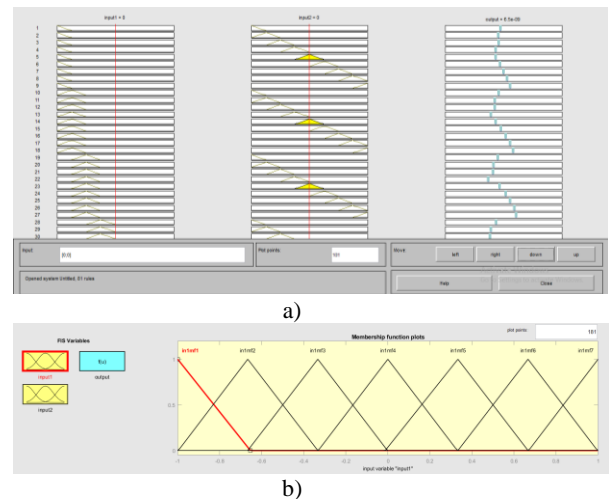 input1 = 0 input2 = 0 output = 8.5e-09
1
2
3
4
5
6
7
8
9
10
11
12
13
14
15
16
17
18
19
20
21
22
23
24
25
26
27
28
29
30
Input: [0;0] Plot points: 101 Move: left right down up
Opened system Untitled, 81 rules Help Close
a)
plot points: 181
FIS Variables Membership function plots
in1mf1 in1mf2 in1mf3 in1mf4 in1mf5 in1mf6 in1mf7
f(u)
input1 output
input2
1
0.5
0
-1 -0.8 -0.6 -0.4 -0.2 0 0.2 0.4 0.6 0.8 1
input variable "input1"
b)